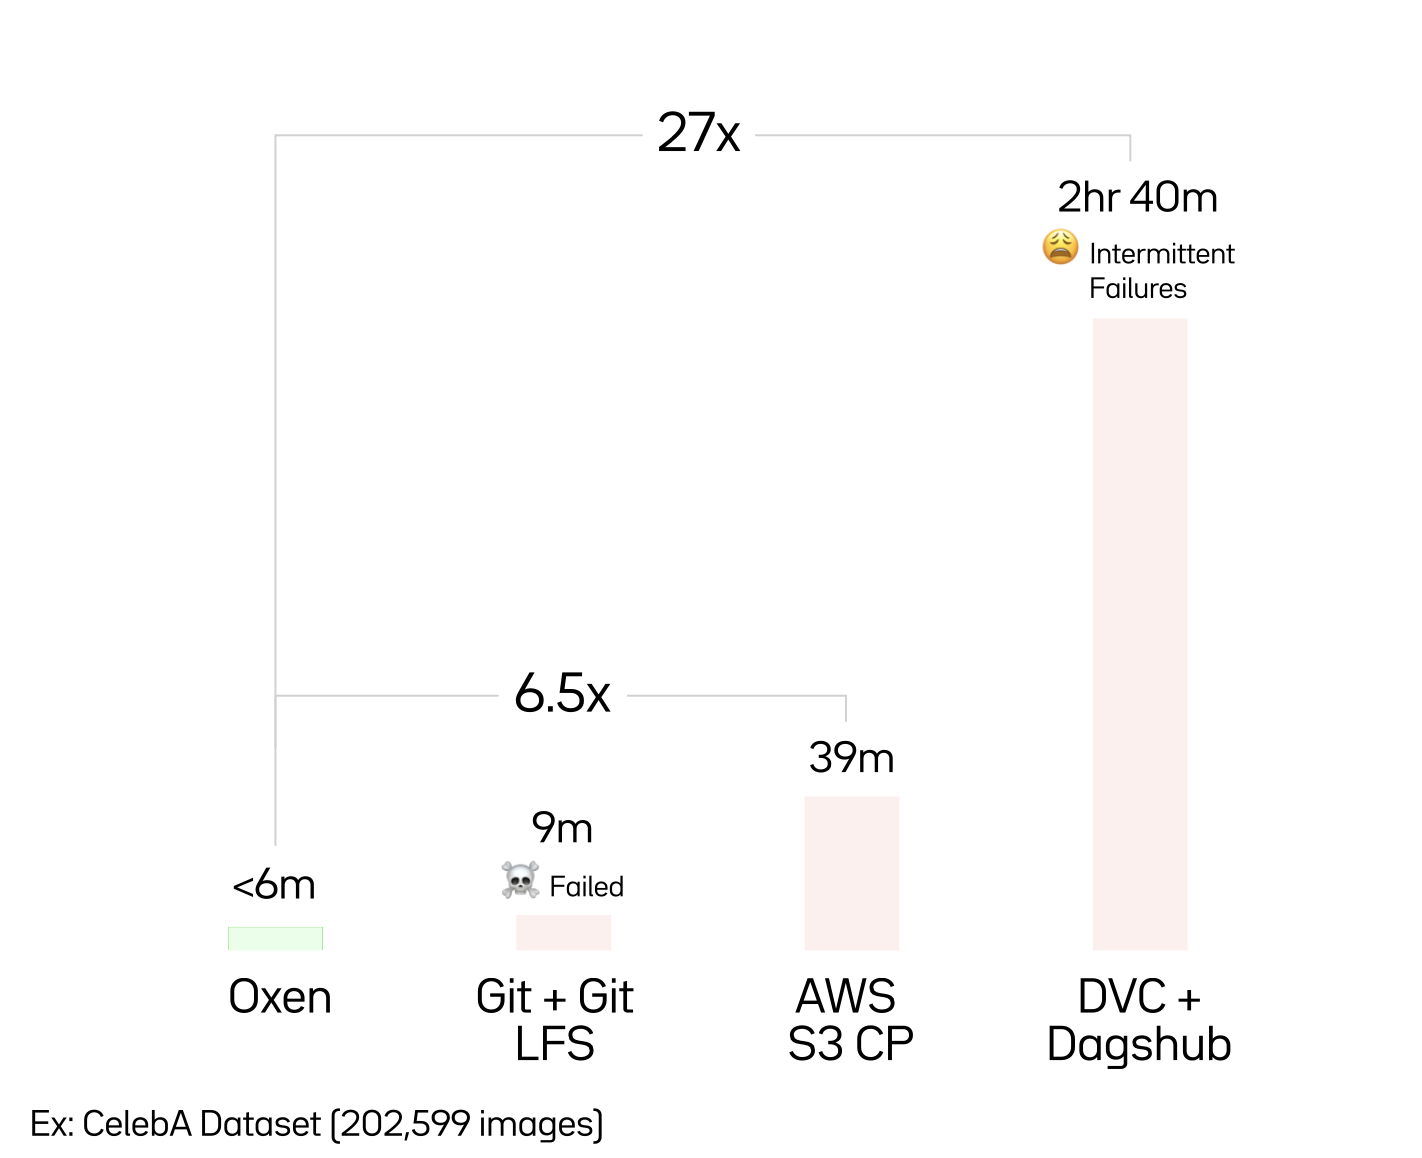 27x
2hr 40m
Intermittent
Failures
6.5x
39m
9m
Failed
<6m
Oxen
Git + Git
LFS
AWS
S3 CP
DVC +
Dagshub
Ex: CelebA Dataset (202,599 images)